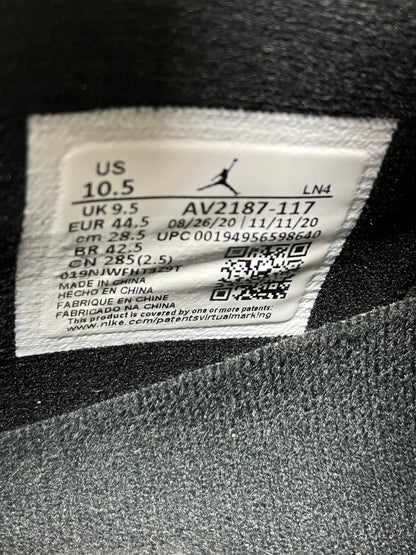 US
10.5
LN4
UK 9.5
AV2187-117
EUR 44.5
08/26/20 | 11/11/20
cm 28.5
UPC 00194956598640
BR 42.5
CN 285(2.5)
019NJWFHT329T
MADE IN CHINA
HECHO EN CHINA
FABRIQUE EN CHINE
FABRICADO NA CHINA
This product is covered by one or more patents:
www.nike.com/patentsvirtualmarking